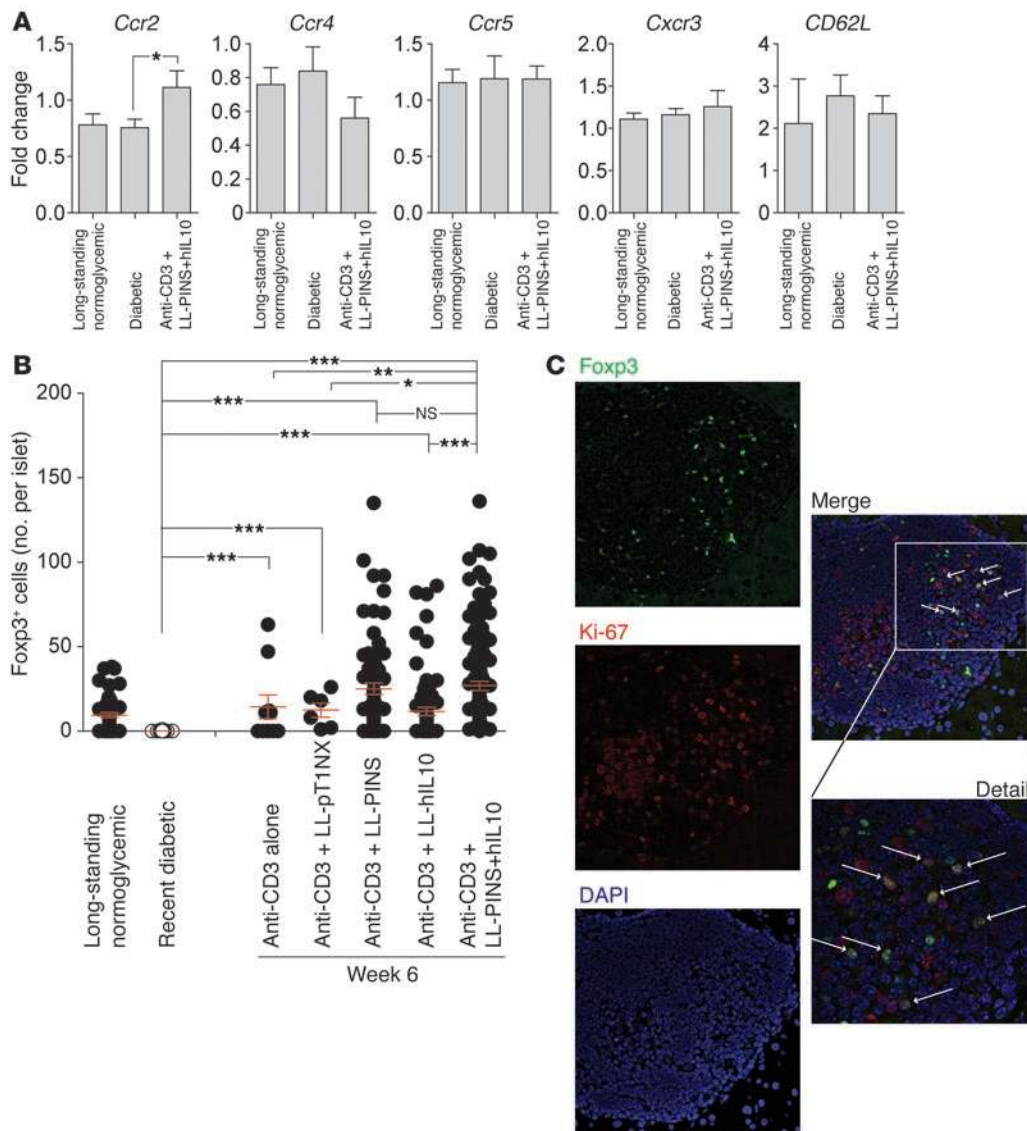 A
Ccr2
Ccr4
Ccr5
Cxcr3
CD62L
Fold change
1.5
1.0
0.5
0.0
1.0
0.8
0.6
0.4
0.2
0
1.5
1.0
0.5
0.0
2.0
1.5
1.0
0.5
0.0
4
3
2
1
0
*
Long-standing
normoglycemic
Diabetic
Anti-CD3 +
LL-PINS+hIL10
Long-standing
normoglycemic
Diabetic
Anti-CD3 +
LL-PINS+hIL10
Long-standing
normoglycemic
Diabetic
Anti-CD3 +
LL-PINS+hIL10
Long-standing
normoglycemic
Diabetic
Anti-CD3 +
LL-PINS+hIL10
Long-standing
normoglycemic
Diabetic
Anti-CD3 +
LL-PINS+hIL10
B
Foxp3+ cells (no. per islet)
200
150
100
50
0
***
**
*
***
NS
***
***
***
***
Long-standing
normoglycemic
Recent diabetic
Anti-CD3 alone
Anti-CD3 + LL-pT1NX
Anti-CD3 + LL-PINS
Anti-CD3 + LL-hIL10
Anti-CD3 +
LL-PINS+hIL10
Week 6
C
Foxp3
Ki-67
DAPI
Merge
Detail